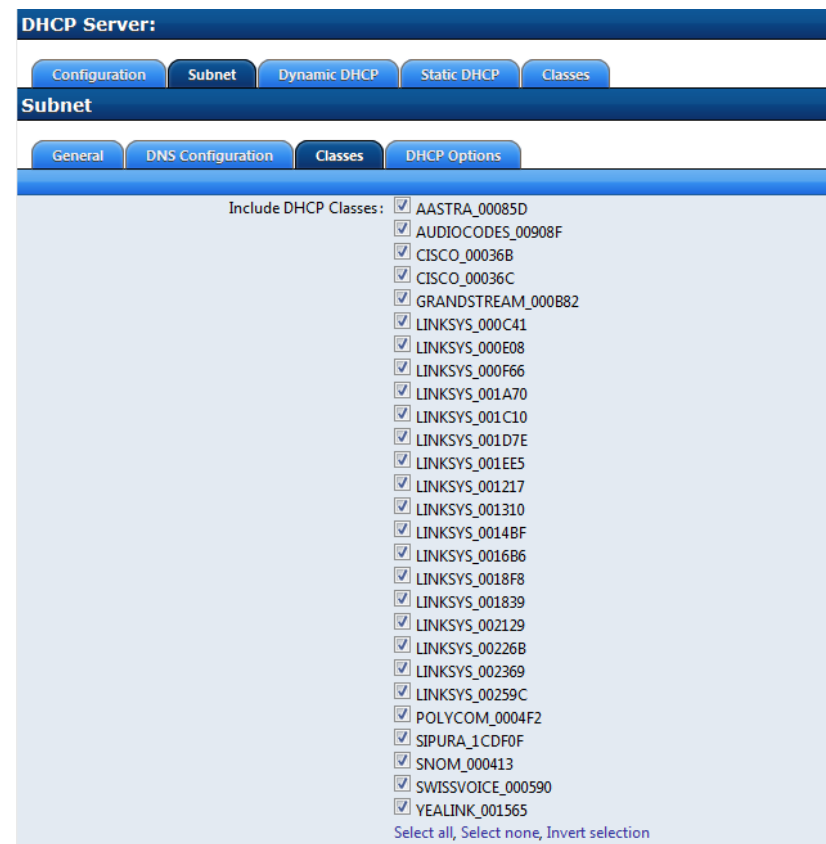 DHCP Server:
Configuration Subnet Dynamic DHCP Static DHCP Classes
Subnet
General DNS Configuration Classes DHCP Options
Include DHCP Classes: AASTRA_00085D
AUDIOCODES_00908F
CISCO_00036B
CISCO_00036C
GRANDSTREAM_000B82
LINKSYS_000C41
LINKSYS_000E08
LINKSYS_000F66
LINKSYS_001A70
LINKSYS_001C10
LINKSYS_001D7E
LINKSYS_001EE5
LINKSYS_001217
LINKSYS_001310
LINKSYS_0014BF
LINKSYS_0016B6
LINKSYS_0018F8
LINKSYS_001839
LINKSYS_002129
LINKSYS_00226B
LINKSYS_002369
LINKSYS_00259C
POLYCOM_0004F2
SIPURA_1CDF0F
SNOM_000413
SWISSVOICE_000590
YEALINK_001565
Select all, Select none, Invert selection